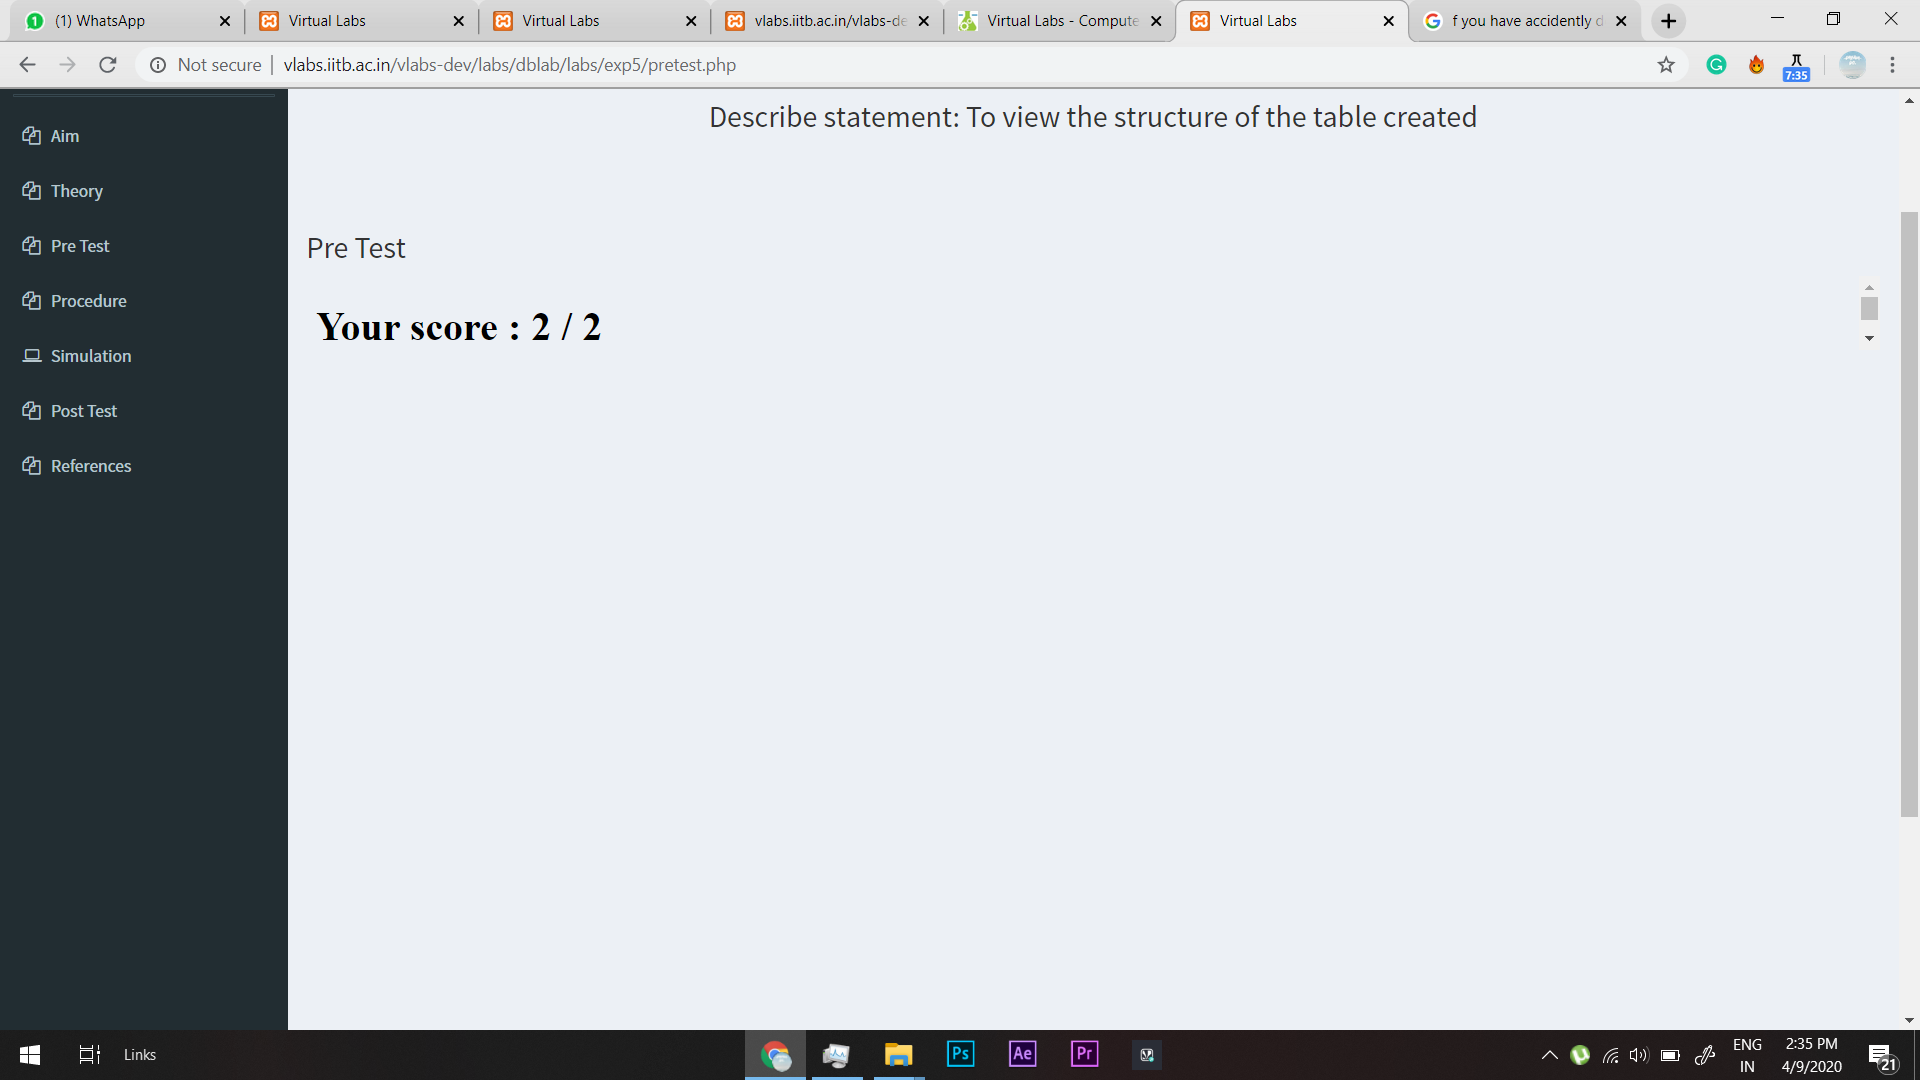 (1) WhatsApp
Virtual Labs
Virtual Labs
vlabs.iitb.ac.in/vlabs-de
Virtual Labs - Compute
Virtual Labs
f you have accidently d
Not secure
vlabs.iitb.ac.in/vlabs-dev/labs/dblab/labs/exp5/pretest.php
7:35
Aim
Theory
Pre Test
Procedure
Simulation
Post Test
References
Describe statement: To view the structure of the table created
Pre Test
Your score : 2 / 2
Links
Ps
Ae
Pr
ENG
IN
2:35 PM
4/9/2020
21